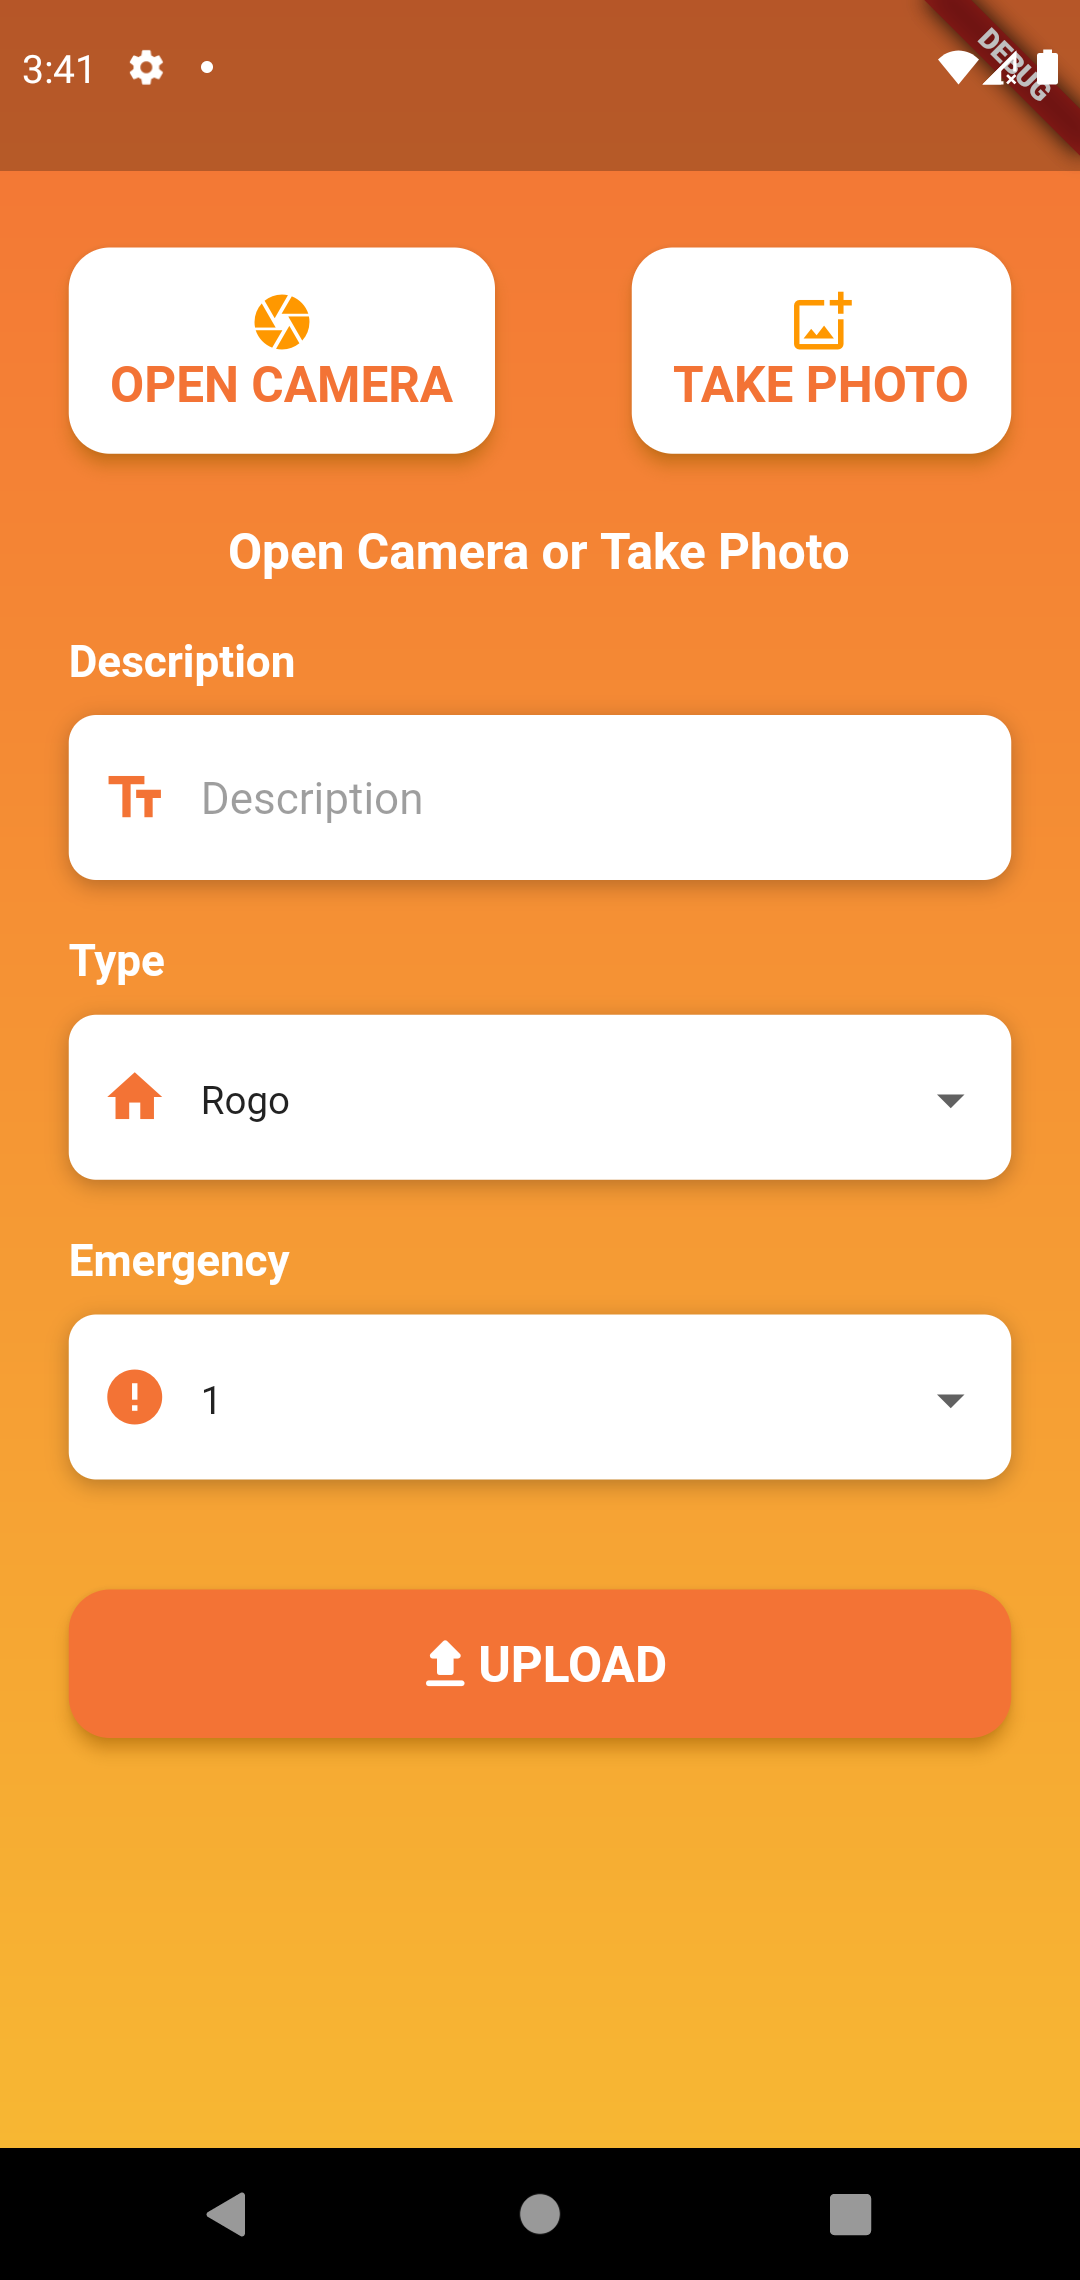 3:41
DEBUG
OPEN CAMERA
TAKE PHOTO
Open Camera or Take Photo
Description
Description
Type
Rogo
Emergency
1
UPLOAD